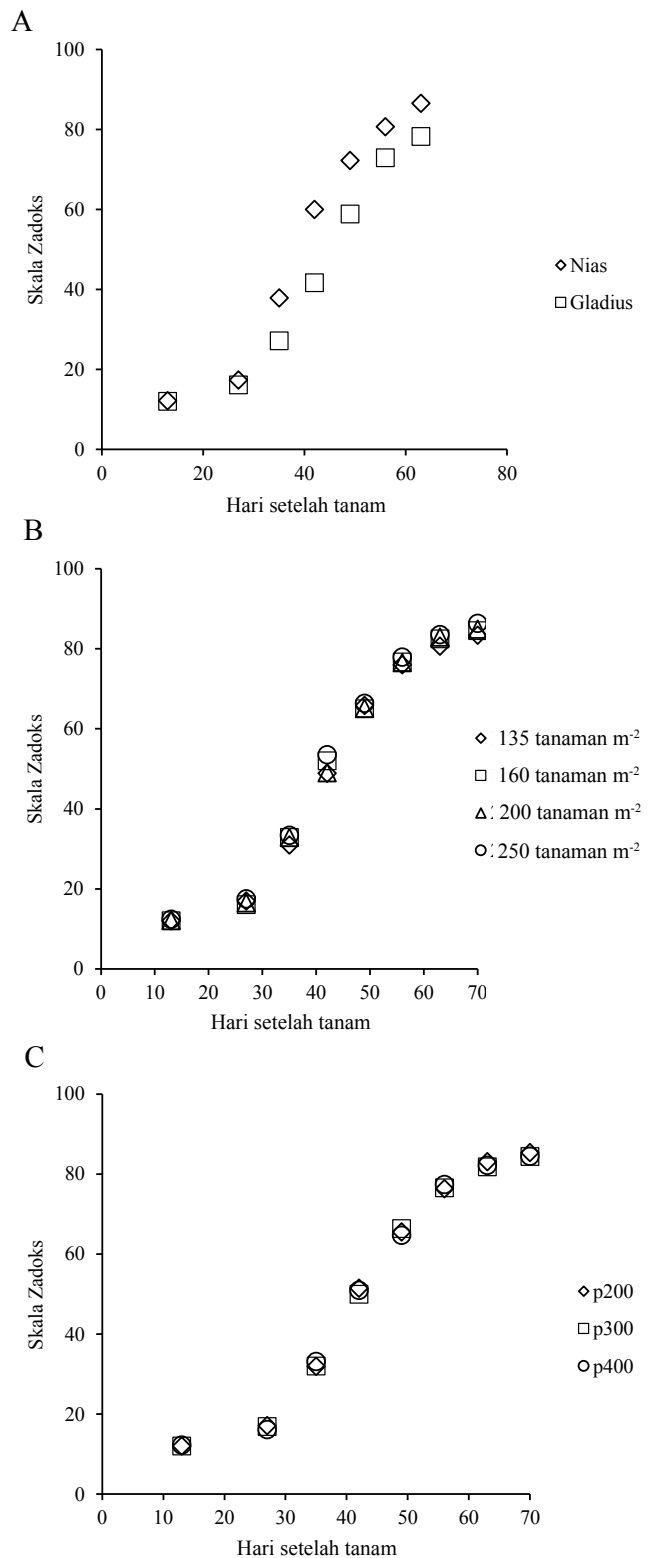 A
100
80
60
40
20
0
Skala Zadoks
0 20 40 60 80
Hari setelah tanam
Nias
Gladius
B
100
80
60
40
20
0
Skala Zadoks
0 10 20 30 40 50 60 70
Hari setelah tanam
135 tanaman m⁻²
160 tanaman m⁻²
200 tanaman m⁻²
250 tanaman m⁻²
C
100
80
60
40
20
0
Skala Zadoks
0 10 20 30 40 50 60 70
Hari setelah tanam
p200
p300
p400